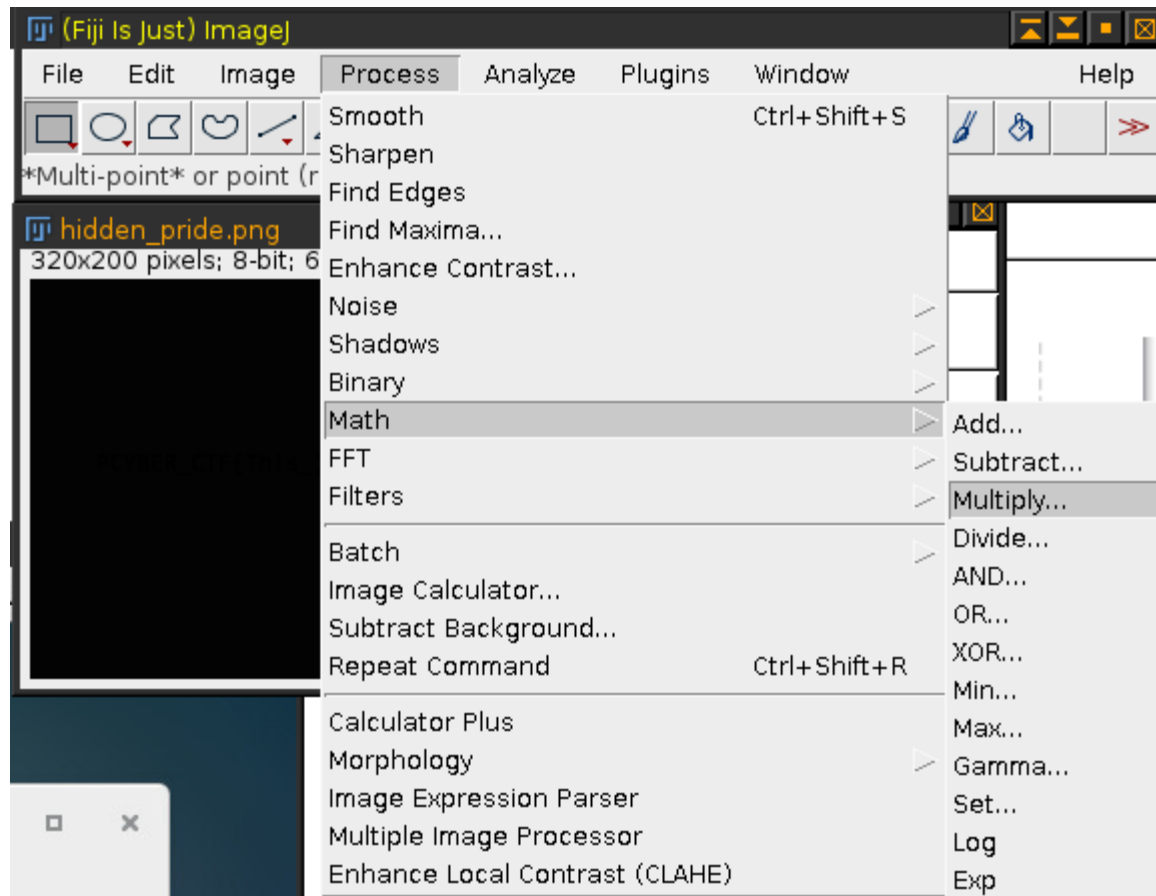 (Fiji Is Just) ImageJ
File Edit Image Process Analyze Plugins Window Help
*Multi-point* or point (r
hidden_pride.png
320x200 pixels; 8-bit; 6
Smooth Ctrl+Shift+S
Sharpen
Find Edges
Find Maxima...
Enhance Contrast...
Noise
Shadows
Binary
Math
FFT
Filters
Batch
Image Calculator...
Subtract Background...
Repeat Command Ctrl+Shift+R
Calculator Plus
Morphology
Image Expression Parser
Multiple Image Processor
Enhance Local Contrast (CLAHE)
Add...
Subtract...
Multiply...
Divide...
AND...
OR...
XOR...
Min...
Max...
Gamma...
Set...
Log
Exp